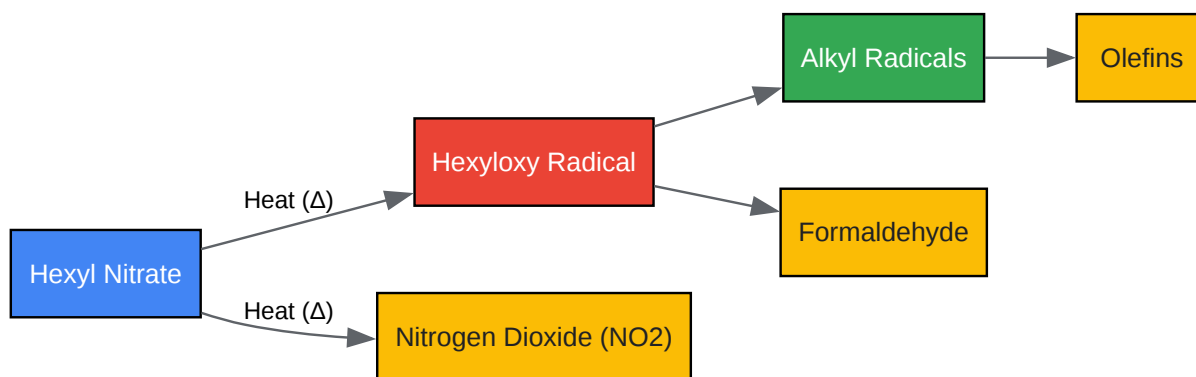 Alkyl Radicals
Olefins
Hexyloxy Radical
Heat (Δ)
Formaldehyde
Hexyl Nitrate
Heat (Δ)
Nitrogen Dioxide (NO2)